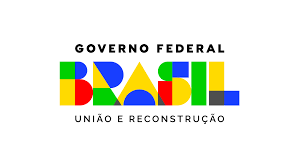 GOVERNO FEDERAL
BRASIL
UNIÃO E RECONSTRUÇÃO